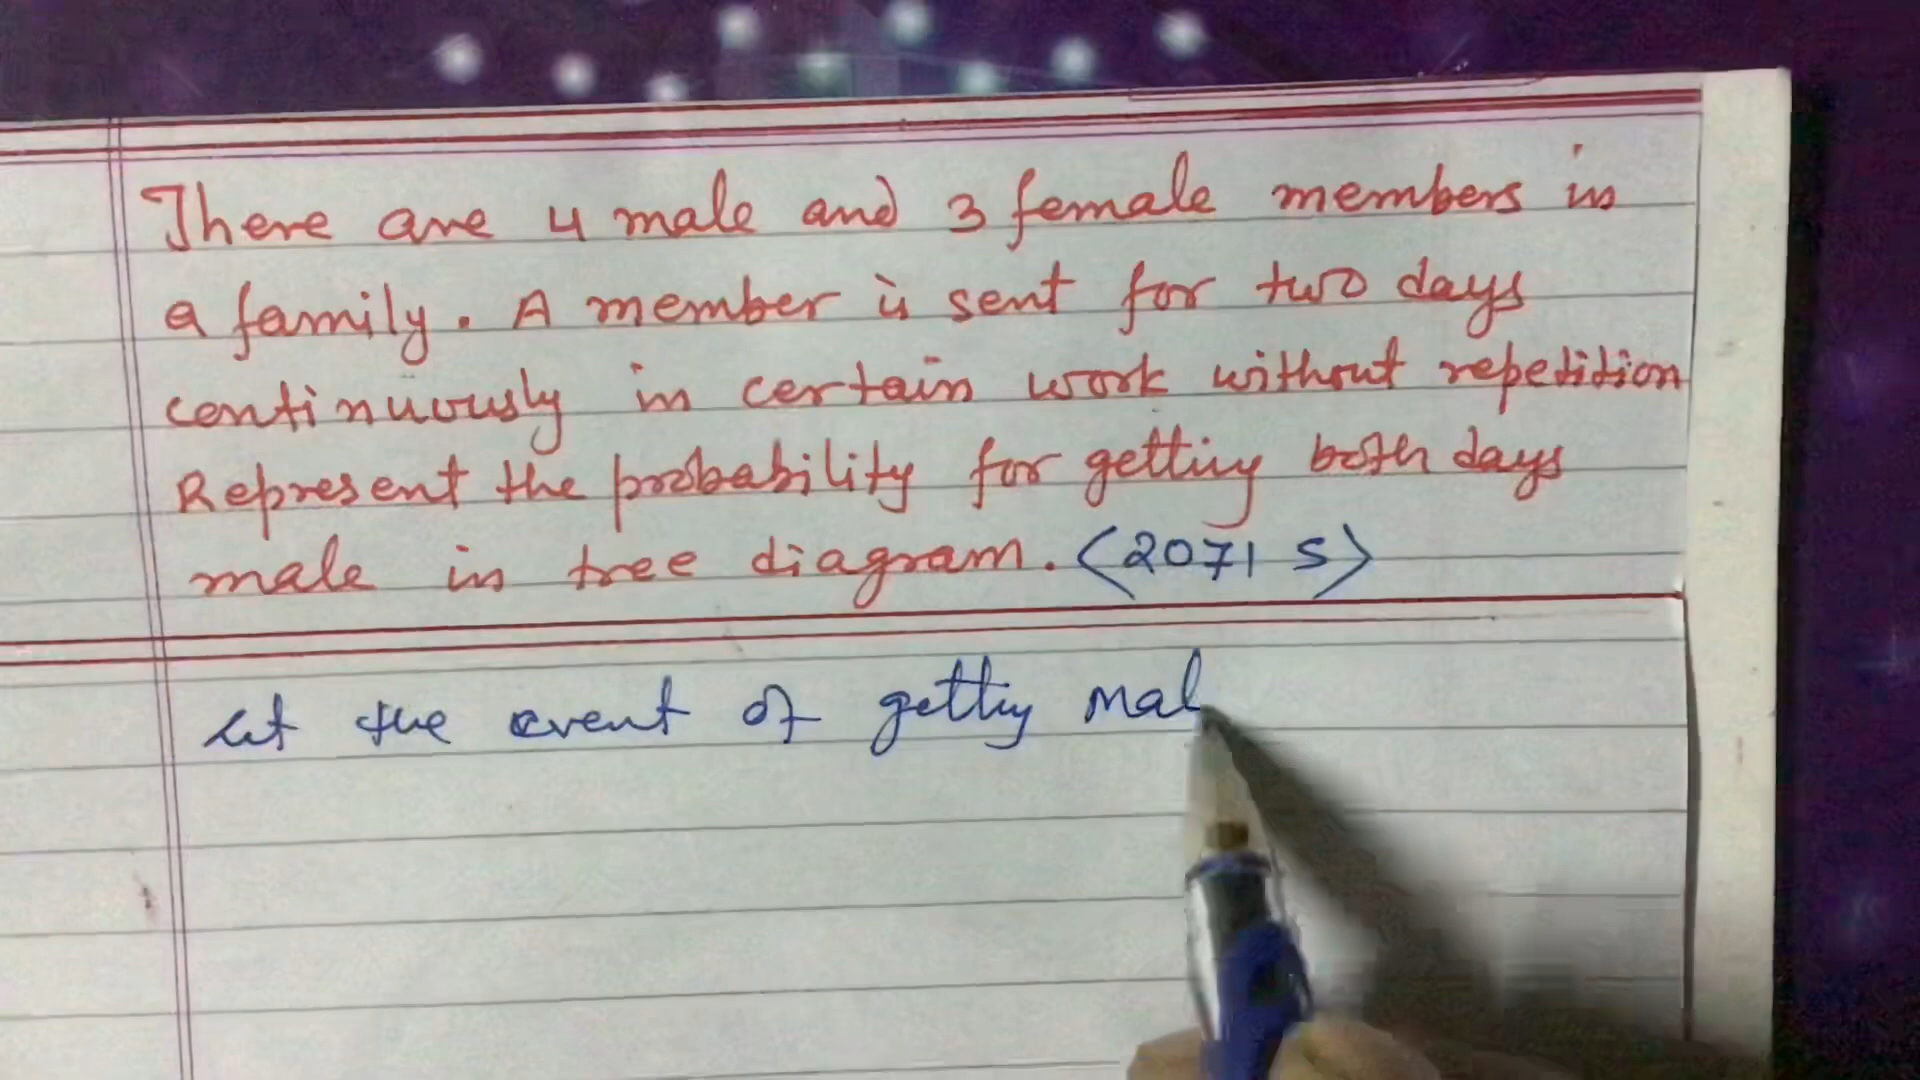 There are 4 male and 3 female members in
a family. A member is sent for two days
continuously in certain work without repetition
Represent the probability for getting both days
male in tree diagram. <2071 S>
Let the event of getting mal